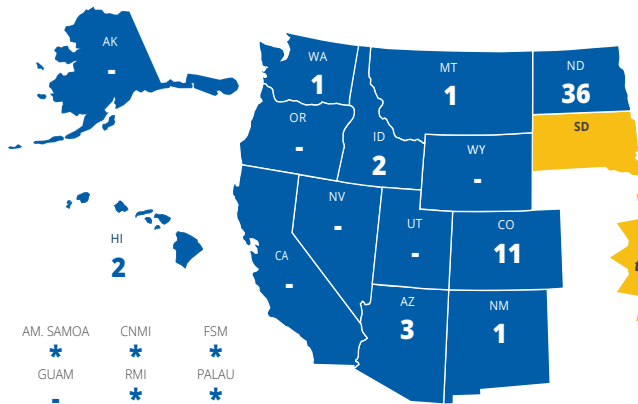 AK
-
WA
1
MT
1
ND
36
OR
-
ID
2
SD
WY
-
NV
-
UT
-
CO
11
HI
2
CA
-
AZ
3
NM
1
AM. SAMOA CNMI FSM
* * *
GUAM RMI PALAU
- * *